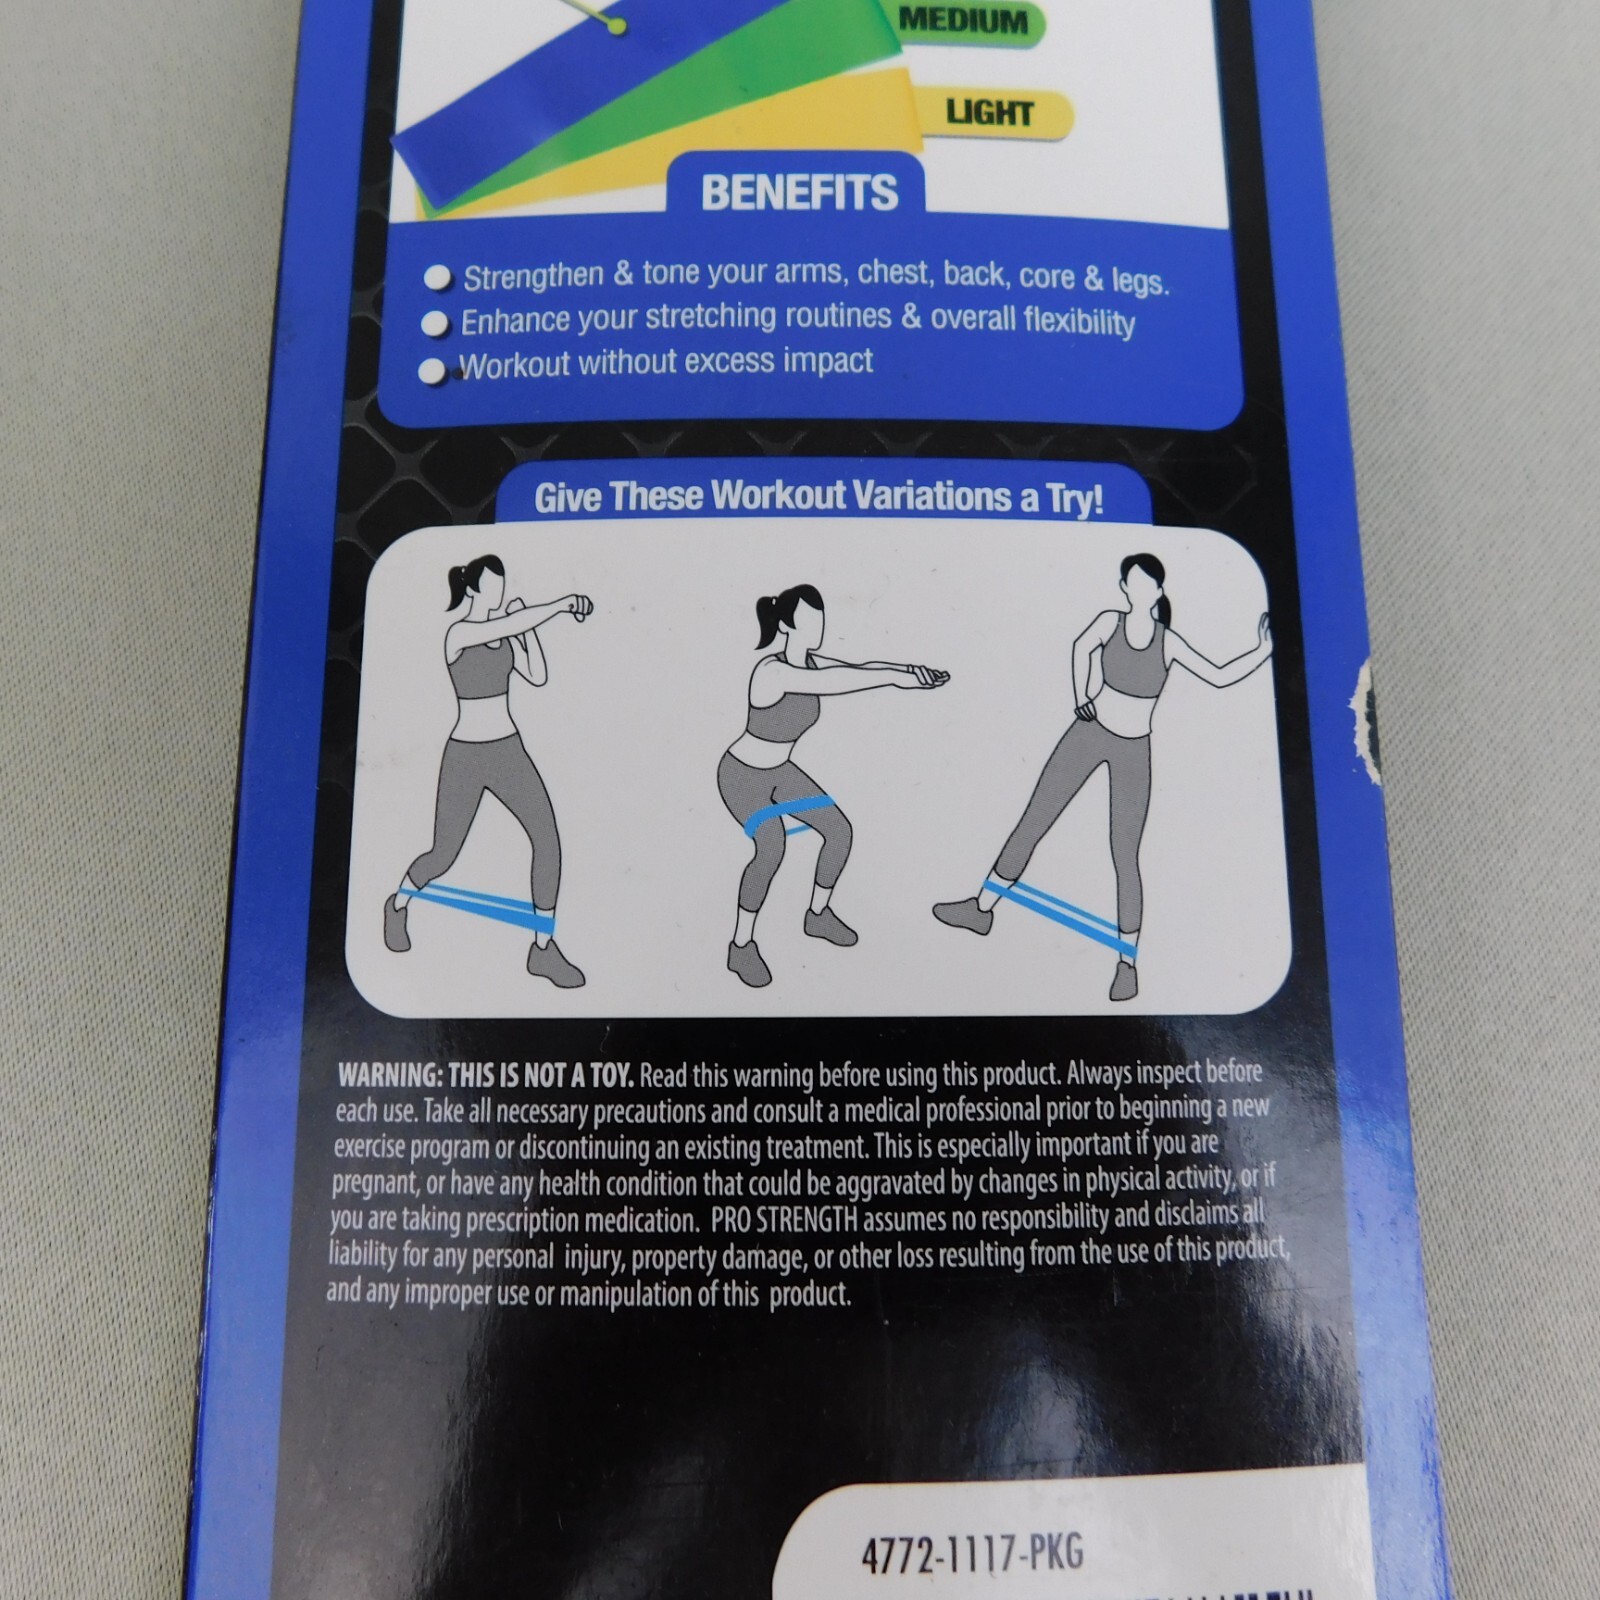 MEDIUM
LIGHT
BENEFITS
Strengthen & tone your arms, chest, back, core & legs.
Enhance your stretching routines & overall flexibility
Workout without excess impact
Give These Workout Variations a Try!
WARNING: THIS IS NOT A TOY. Read this warning before using this product. Always inspect before
each use. Take all necessary precautions and consult a medical professional prior to beginning a new
exercise program or discontinuing an existing treatment. This is especially important if you are
pregnant, or have any health condition that could be aggravated by changes in physical activity, or if
you are taking prescription medication. PRO STRENGTH assumes no responsibility and disclaims all
liability for any personal injury, property damage, or other loss resulting from the use of this product,
and any improper use or manipulation of this product.
4772-1117-PKG